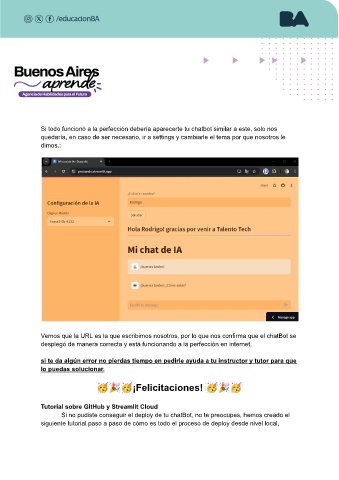 /educacionBA
BA
Buenos Aires
aprende
Agencia de Habilidades para el Futuro
Si todo funcionó a la perfección debería aparecerte tu chatbot similar a este, solo nos
quedaría, en caso de ser necesario, ir a settings y cambiarle el tema por que nosotros le
dimos.:
Configuración de la IA
Elegí un Modelo
Rodrigo
Hola Rodrigo! gracias por venir a Talento Tech
Mi chat de IA
Manage app
Vemos que la URL es la que escribimos nosotros, por lo que nos confirma que el chatBot se
desplegó de manera correcta y está funcionando a la perfección en internet,
si te da algún error no pierdas tiempo en pedirle ayuda a tu instructor y tutor para que
lo puedas solucionar.
🥳🎉🥳¡Felicitaciones! 🥳🎉🥳
Tutorial sobre GitHub y Streamlit Cloud
Si no pudiste conseguir el deploy de tu chatBot, no te preocupes, hemos creado el
siguiente tutorial paso a paso de cómo es todo el proceso de deploy desde nivel local,